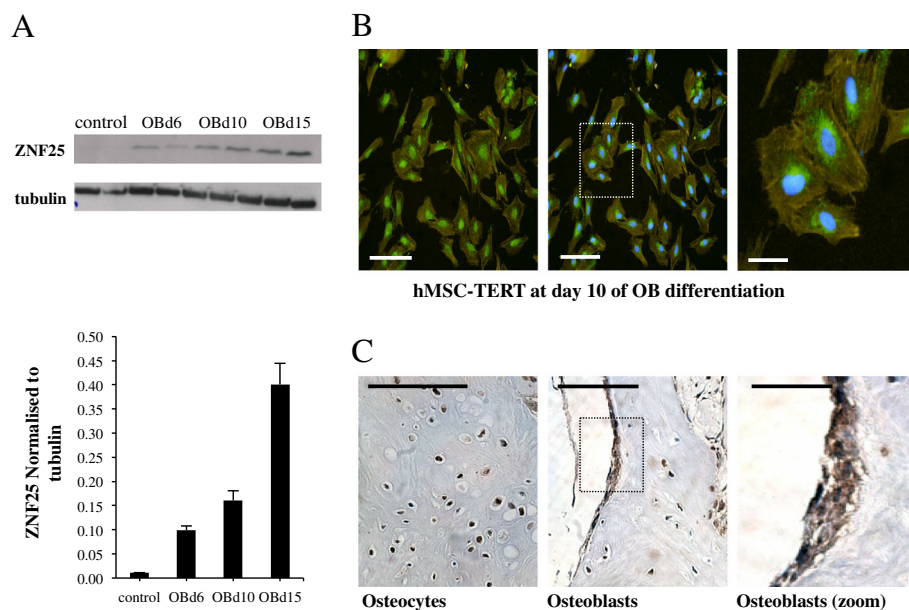 A
control OBd6 OBd10 OBd15
ZNF25
tubulin
ZNF25 Normalised to
tubulin
0.50
0.45
0.40
0.35
0.30
0.25
0.20
0.15
0.10
0.05
0.00
control OBd6 OBd10 OBd15
B
hMSC-TERT at day 10 of OB differentiation
C
Osteocytes
Osteoblasts
Osteoblasts (zoom)